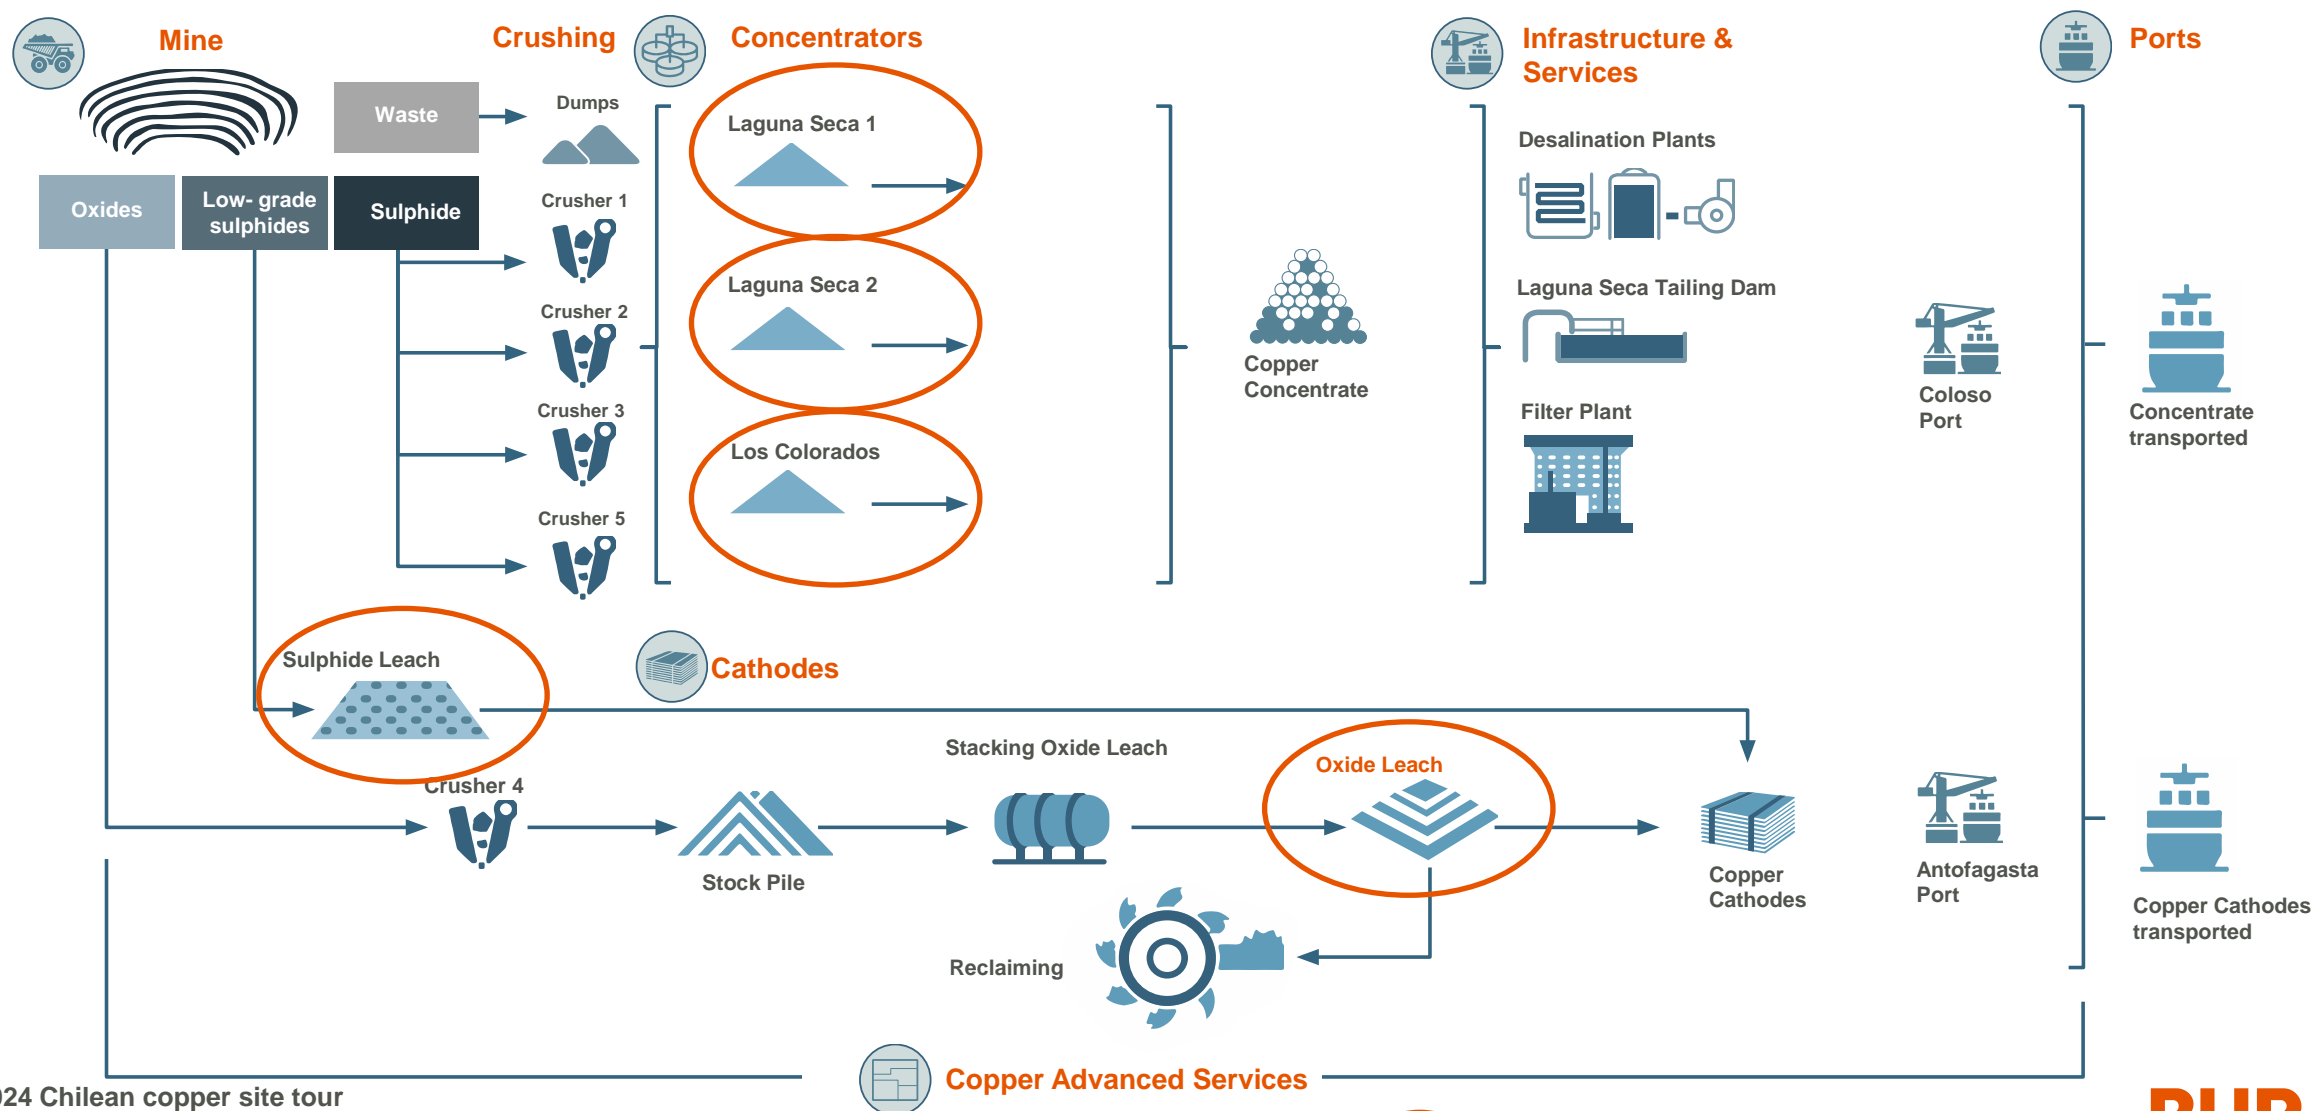 Mine
Crushing
Concentrators
Infrastructure &
Services
Ports
Waste
Dumps
Oxides
Low- grade
sulphides
Sulphide
Crusher 1
Crusher 2
Crusher 3
Crusher 5
Laguna Seca 1
Laguna Seca 2
Los Colorados
Copper
Concentrate
Desalination Plants
Laguna Seca Tailing Dam
Filter Plant
Coloso
Port
Concentrate
transported
Sulphide Leach
Cathodes
Crusher 4
Stock Pile
Stacking Oxide Leach
Oxide Leach
Reclaiming
Copper
Cathodes
Antofagasta
Port
Copper Cathodes
transported
Copper Advanced Services
24 Chilean copper site tour
BHP